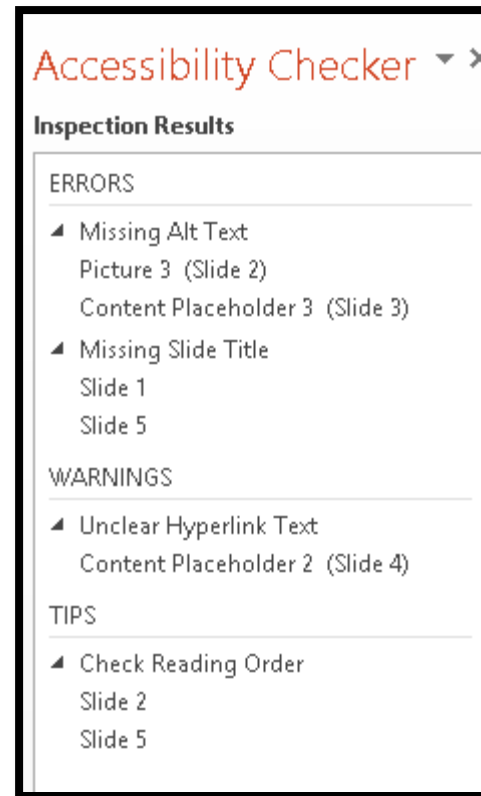 Accessibility Checker
Inspection Results
ERRORS
Missing Alt Text
Picture 3 (Slide 2)
Content Placeholder 3 (Slide 3)
Missing Slide Title
Slide 1
Slide 5
WARNINGS
Unclear Hyperlink Text
Content Placeholder 2 (Slide 4)
TIPS
Check Reading Order
Slide 2
Slide 5